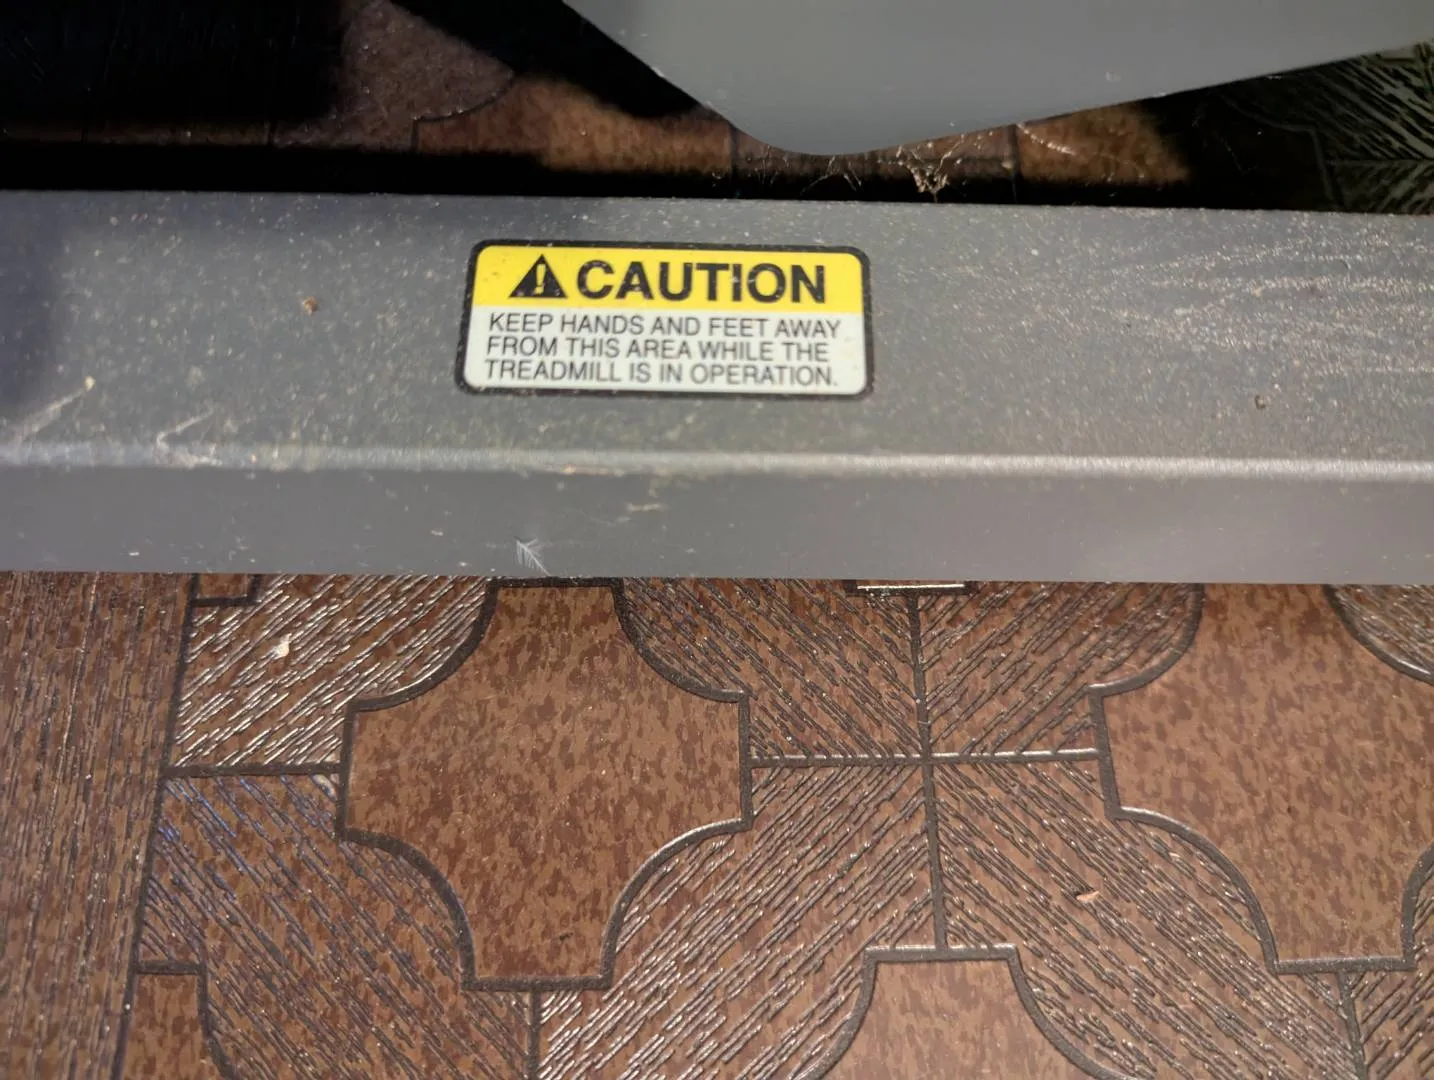 CAUTION
KEEP HANDS AND FEET AWAY
FROM THIS AREA WHILE THE
TREADMILL IS IN OPERATION.